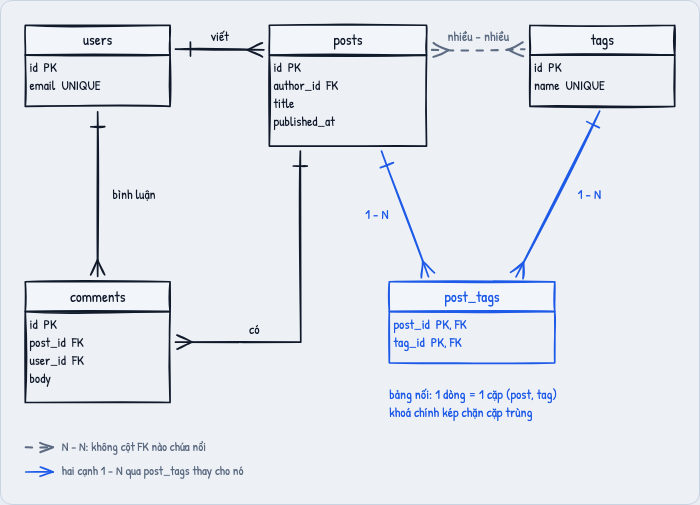 users
id PK
email UNIQUE
viết
posts
id PK
author_id FK
title
published_at
nhiều – nhiều
tags
id PK
name UNIQUE
bình luận
1 – N
1 – N
comments
id PK
post_id FK
user_id FK
body
có
post_tags
post_id PK, FK
tag_id PK, FK
bảng nối: 1 dòng = 1 cặp (post, tag)
khoá chính kép chặn cặp trùng
N – N: không cột FK nào chứa nổi
hai cạnh 1 – N qua post_tags thay cho nó